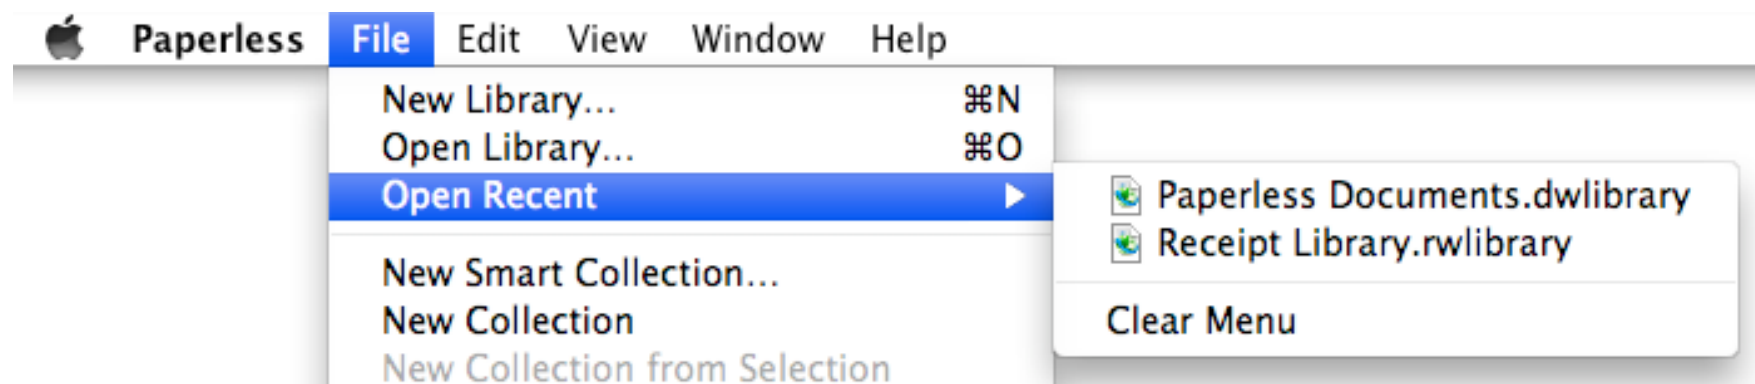 Paperless File Edit View Window Help
New Library... ⌘N
Open Library... ⌘O
Open Recent
Paperless Documents.dwlibrary
Receipt Library.rwlibrary
Clear Menu
New Smart Collection...
New Collection
New Collection from Selection